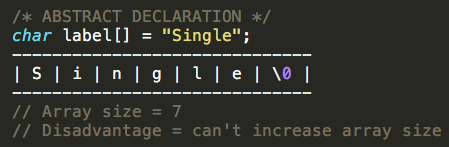 /* ABSTRACT DECLARATION */
char label[] = "Single";
------------------------------
| S | i | n | g | l | e | \0 |
------------------------------
// Array size = 7
// Disadvantage = can't increase array size